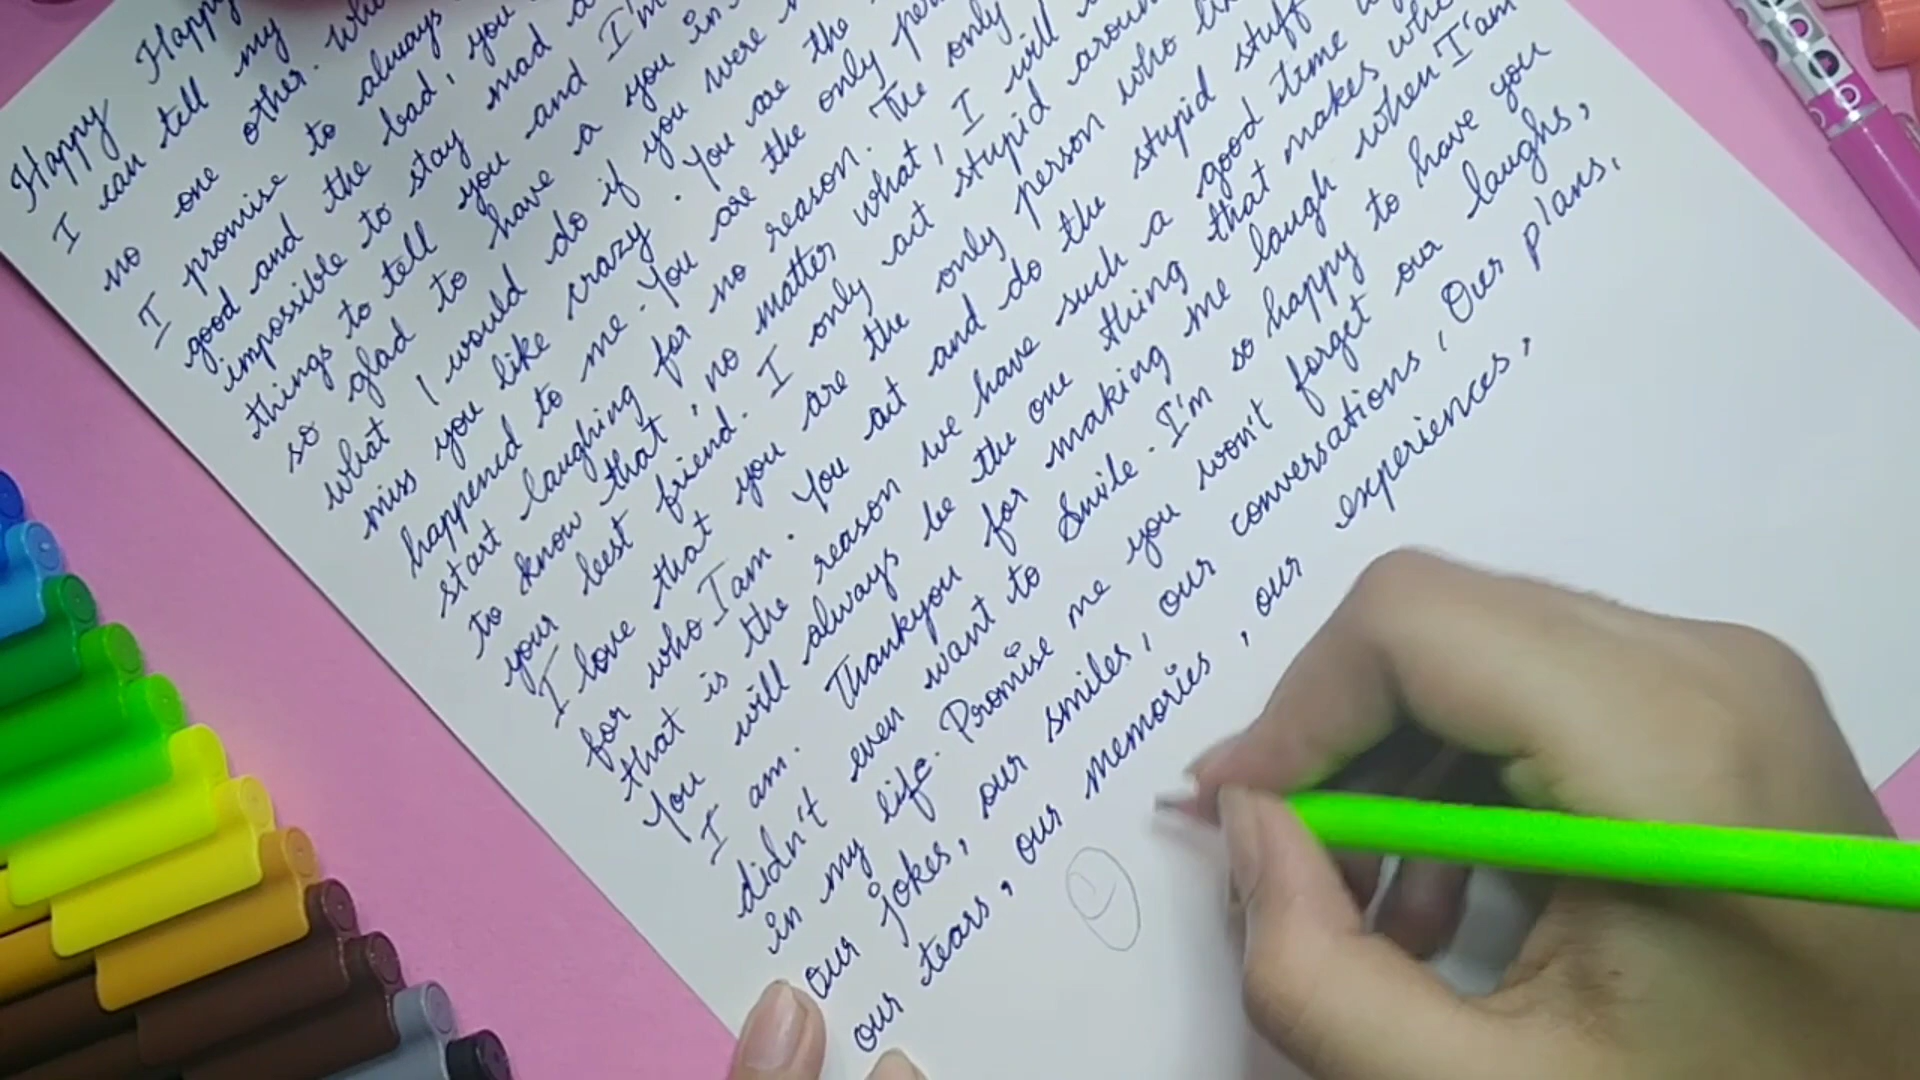 Happy Happy
I can tell my
no one other. Who
I promise to always
good and the bad, you
impossible to stay mad a
things to tell you and I'm
so glad to have a you in
what I would do if you were n
miss you like crazy. You are the
happened to me. You are the only per
start laughing for no reason. The only
to know that, no matter what, I will
your best friend. I only act stupid aroun
I love that you are the only person who li
for who I am. You act and do the stupid stuff
that is the reason we have such a good time
You will always be the one thing that makes whe
I am. Thankyou for making me laugh when I am
didn't even want to smile. I'm so happy to have you
in my life. Promise me you won't forget our laughs,
our jokes, our smiles, our conversations, Our plans,
our tears, our memories, our experiences,